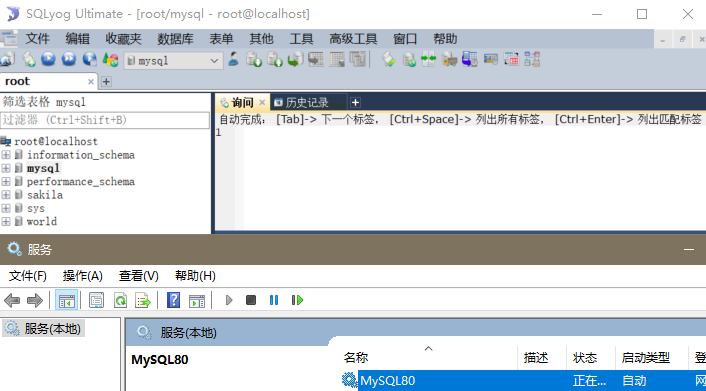 SQLyog Ultimate - [root/mysql - root@localhost]
文件 编辑 收藏夹 数据库 表单 其他 工具 高级工具 窗口 帮助
mysql
root
筛选表格 mysql
过滤器 (Ctrl+Shift+B)
root@localhost
information_schema
mysql
performance_schema
sakila
sys
world
询问 历史记录
自动完成： [Tab]-> 下一个标签， [Ctrl+Space]-> 列出所有标签， [Ctrl+Enter]-> 列出匹配标签
1
服务
文件(F) 操作(A) 查看(V) 帮助(H)
服务(本地)
服务(本地)
MySQL80
名称 描述 状态 启动类型 登
MySQL80 正在... 自动 网